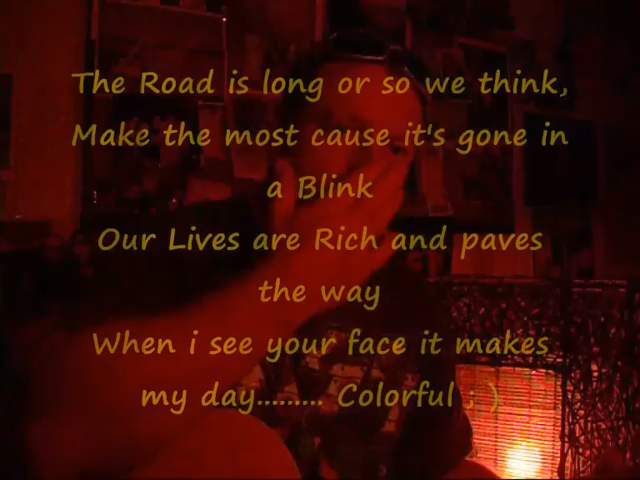 The Road is long or so we think,
Make the most cause it's gone in
a Blink
Our Lives are Rich and paves
the way
When i see your face it makes
my day......... Colorful : )